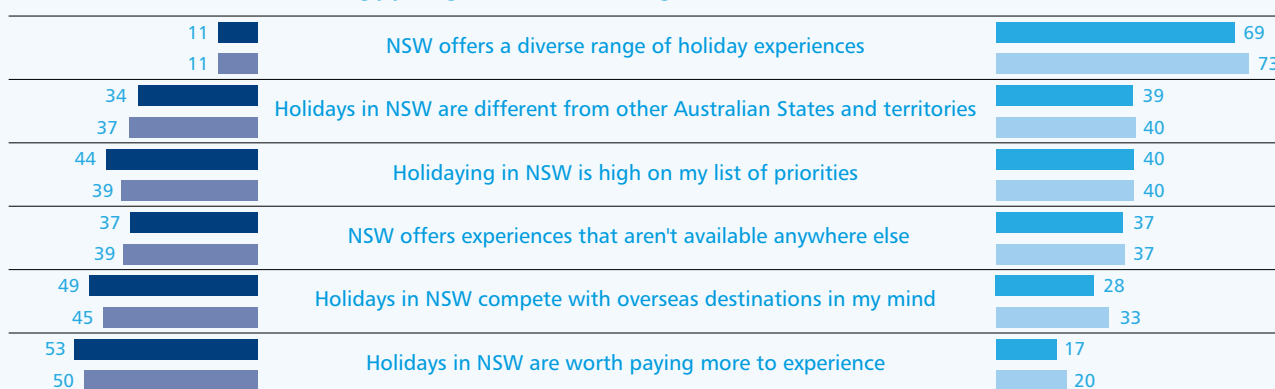 11 NSW offers a diverse range of holiday experiences 69
11 73
34 Holidays in NSW are different from other Australian States and territories 39
37 40
44 Holidaying in NSW is high on my list of priorities 40
39 40
37 NSW offers experiences that aren't available anywhere else 37
39 37
49 Holidays in NSW compete with overseas destinations in my mind 28
45 33
53 Holidays in NSW are worth paying more to experience 17
50 20